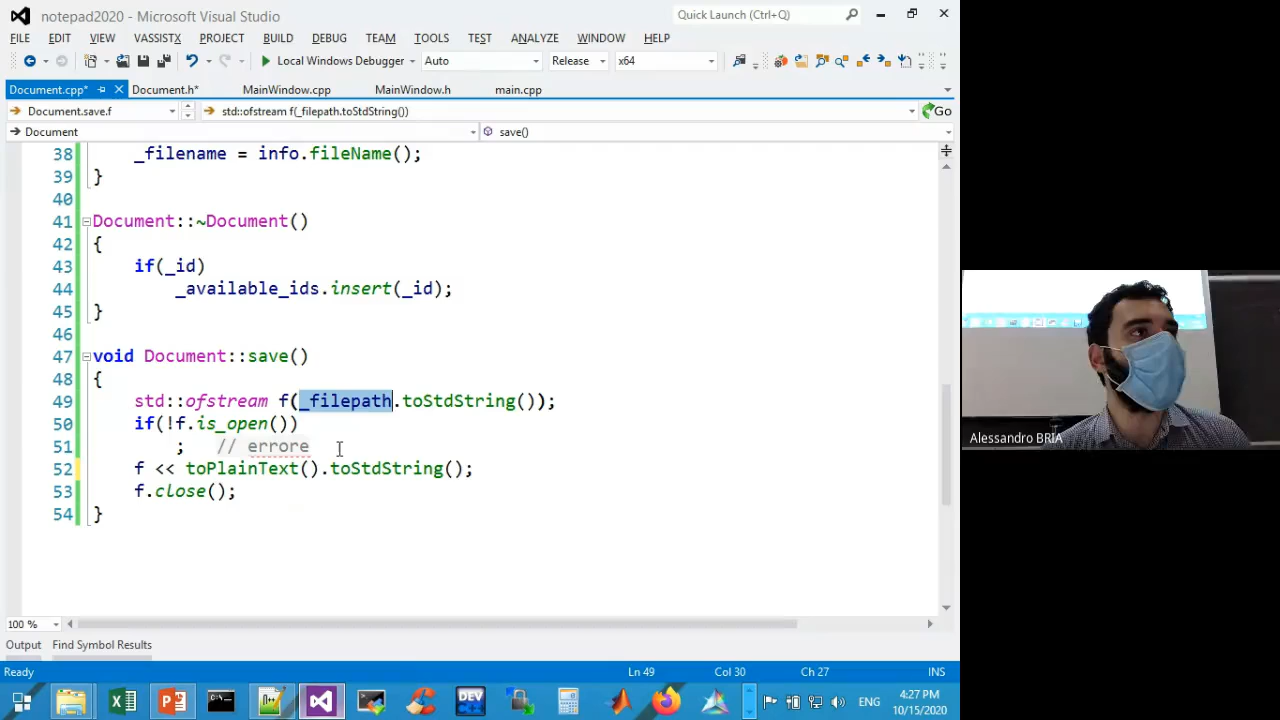 notepad2020 - Microsoft Visual Studio
Quick Launch (Ctrl+Q)
FILE EDIT VIEW VASSISTX PROJECT BUILD DEBUG TEAM TOOLS TEST ANALYZE WINDOW HELP
Local Windows Debugger Auto Release x64
Document.cpp* Document.h* MainWindow.cpp MainWindow.h main.cpp
Document.save.f std::ofstream f(_filepath.toStdString()) Go
Document save()
38 _filename = info.fileName();
39 }
40
41 Document::~Document()
42 {
43 if(_id)
44 _available_ids.insert(_id);
45 }
46
47 void Document::save()
48 {
49 std::ofstream f(_filepath.toStdString());
50 if(!f.is_open())
51 ; // errore
52 f << toPlainText().toStdString();
53 f.close();
54 }
Alessandro BRIA
100 %
Output Find Symbol Results
Ready Ln 49 Col 30 Ch 27 INS
DEV
ENG
4:27 PM
10/15/2020